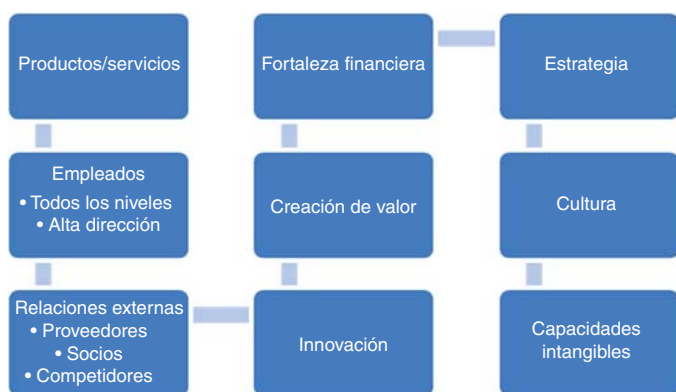 Productos/servicios
Empleados
• Todos los niveles
• Alta dirección
Relaciones externas
• Proveedores
• Socios
• Competidores
Innovación
Creación de valor
Fortaleza financiera
Estrategia
Cultura
Capacidades
intangibles